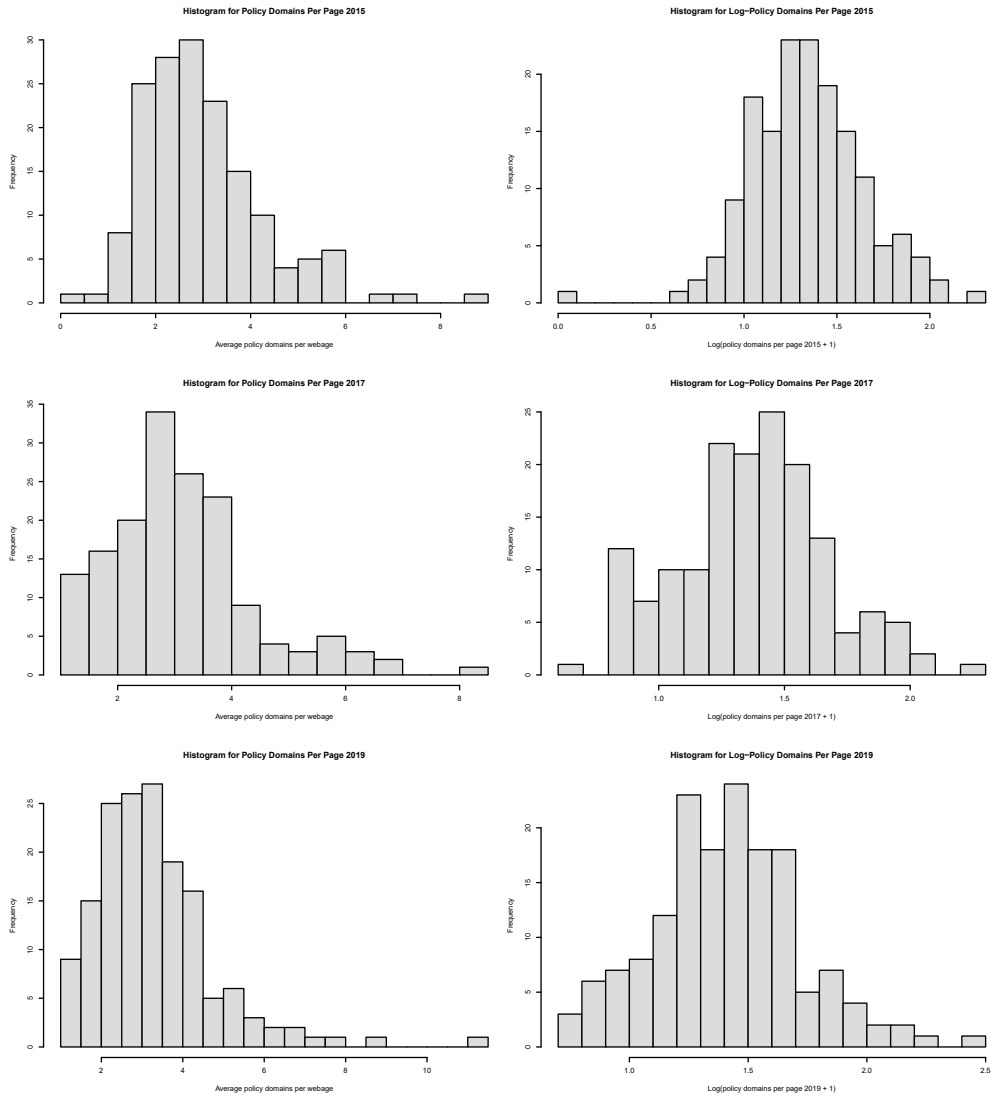 Histogram for Policy Domains Per Page 2015
Frequency
30
25
20
15
10
5
0
0 2 4 6 8
Average policy domains per webage
Histogram for Log−Policy Domains Per Page 2015
Frequency
20
15
10
5
0
0.0 0.5 1.0 1.5 2.0
Log(policy domains per page 2015 + 1)
Histogram for Policy Domains Per Page 2017
Frequency
35
30
25
20
15
10
5
0
2 4 6 8
Average policy domains per webage
Histogram for Log−Policy Domains Per Page 2017
Frequency
25
20
15
10
5
0
1.0 1.5 2.0
Log(policy domains per page 2017 + 1)
Histogram for Policy Domains Per Page 2019
Frequency
25
20
15
10
5
0
2 4 6 8 10
Average policy domains per webage
Histogram for Log−Policy Domains Per Page 2019
Frequency
20
15
10
5
0
1.0 1.5 2.0 2.5
Log(policy domains per page 2019 + 1)